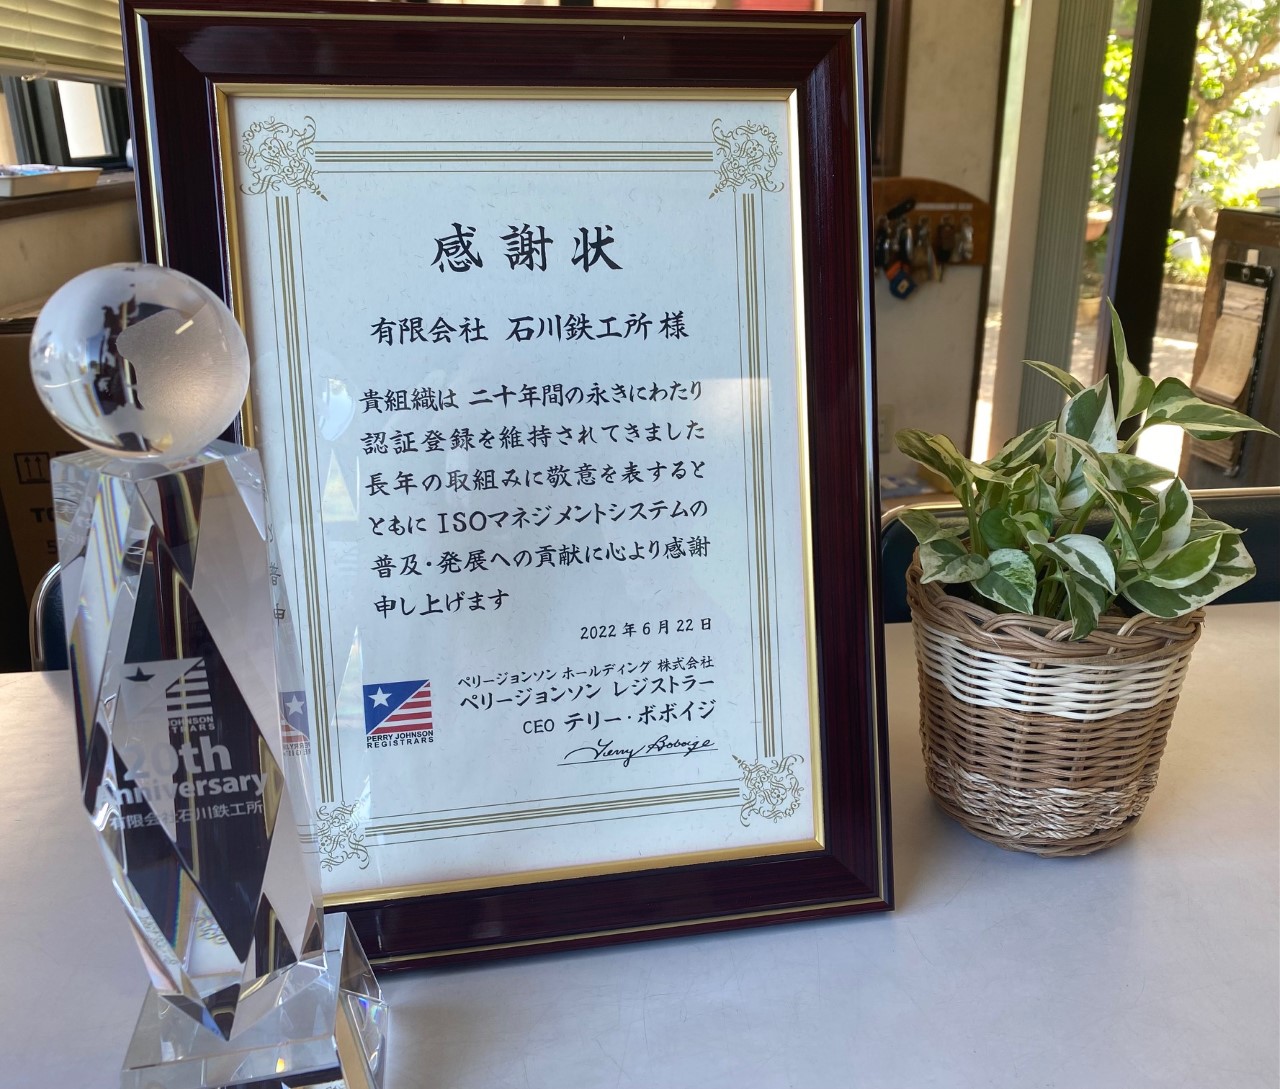 感謝状
有限会社 石川鉄工所 様
貴組織は 二十年間の永きにわたり
認証登録を維持されてきました
長年の取組みに敬意を表すると
ともに ISOマネジメントシステムの
普及・発展への貢献に心より感謝
申し上げます
2022 年 6 月 22 日
ペリージョンソン ホールディング 株式会社
ペリージョンソン レジストラー
CEO テリー・ボボイジ
Terry Boboige
PERRY JOHNSON
REGISTRARS
JOHNSON
TRARS
20th
Anniversary
有限会社石川鉄工所